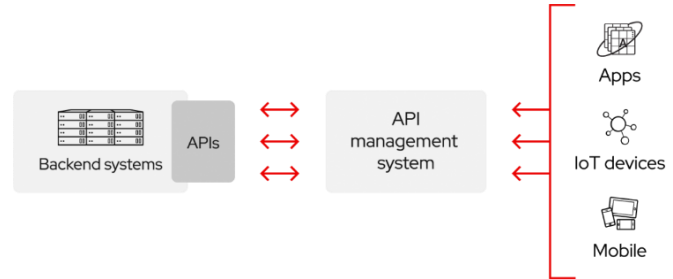 Backend systems
APIs
API
management
system
Apps
IoT devices
Mobile